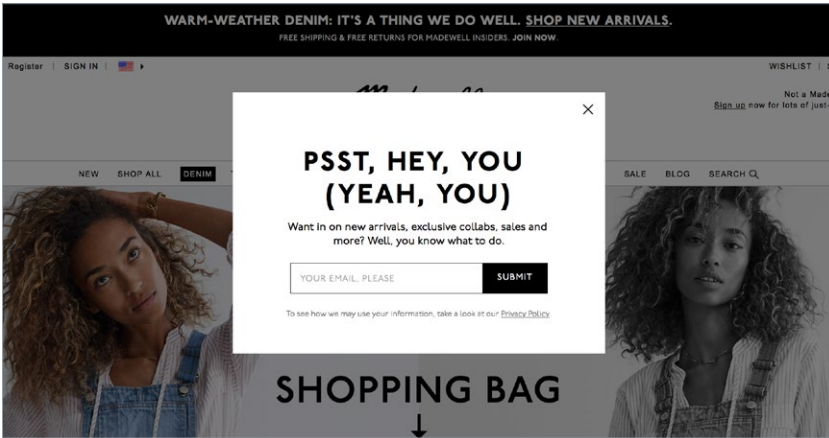 WARM-WEATHER DENIM: IT'S A THING WE DO WELL. SHOP NEW ARRIVALS.
FREE SHIPPING & FREE RETURNS FOR MADEWELL INSIDERS. JOIN NOW.
Register | SIGN IN |
WISHLIST |
Not a Made
Sign up now for lots of just-
NEW SHOP ALL DENIM
SALE BLOG SEARCH
PSST, HEY, YOU
(YEAH, YOU)
Want in on new arrivals, exclusive collabs, sales and
more? Well, you know what to do.
YOUR EMAIL, PLEASE SUBMIT
To see how we may use your information, take a look at our Privacy Policy.
SHOPPING BAG